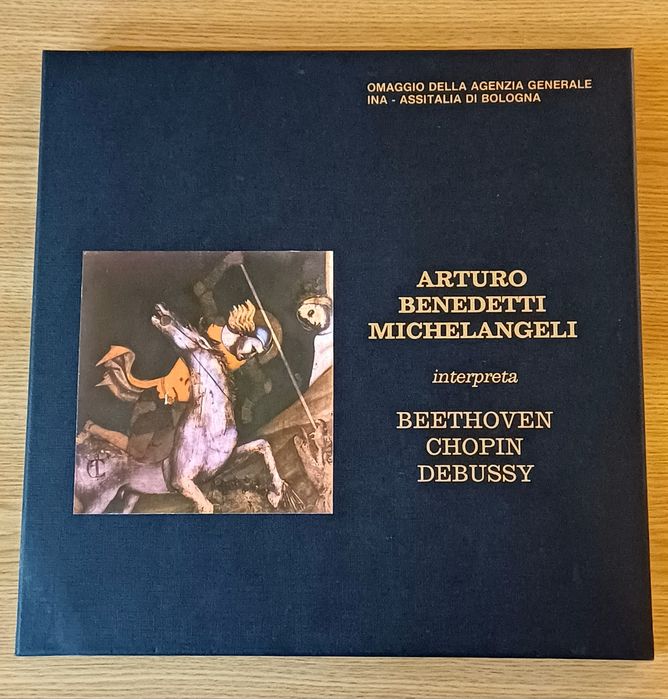 OMAGGIO DELLA AGENZIA GENERALE
INA - ASSITALIA DI BOLOGNA
ARTURO
BENEDETTI
MICHELANGELI
interpreta
BEETHOVEN
CHOPIN
DEBUSSY